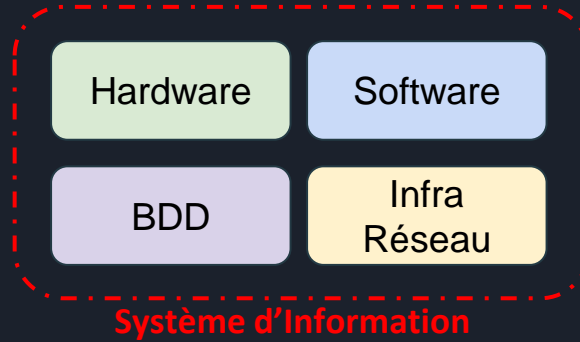 Hardware
Software
BDD
Infra
Réseau
Système d’Information